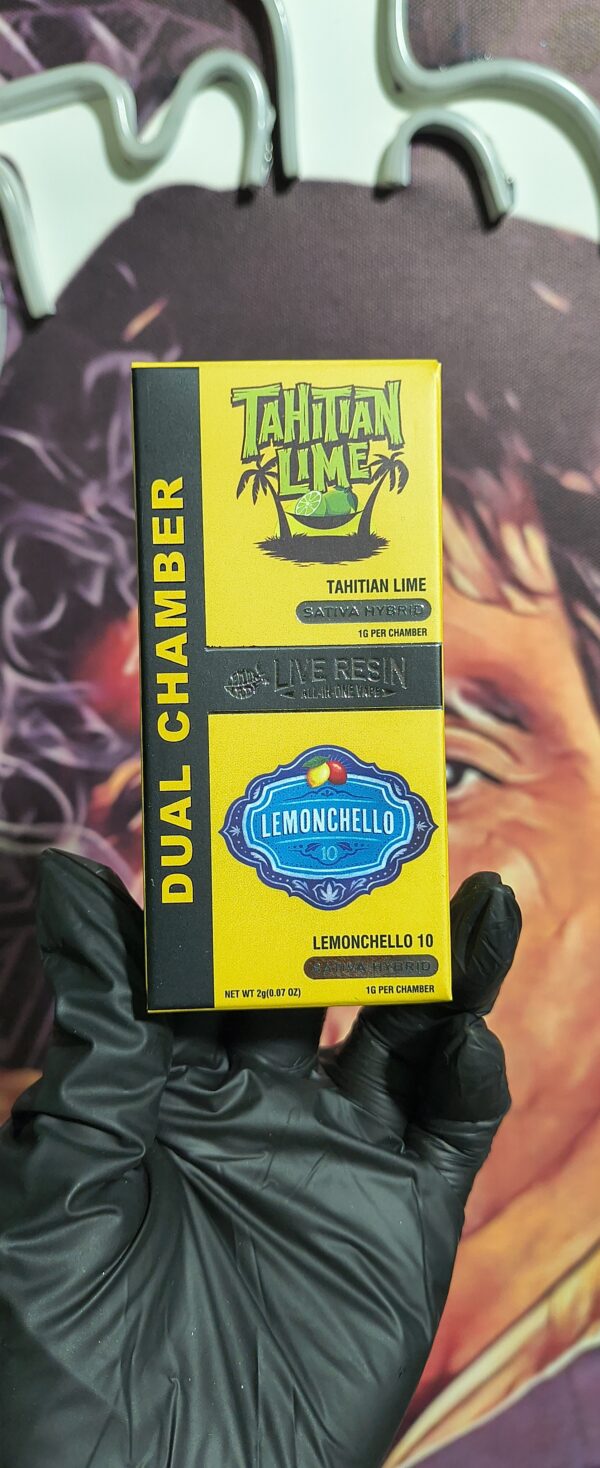 DUAL CHAMBER
TAHITIAN
LIME
TAHITIAN LIME
SATIVA HYBRID
1G PER CHAMBER
LIVE RESIN
ALL-IN-ONE VAPE
LEMONCHELLO
10
LEMONCHELLO 10
SATIVA HYBRID
NET WT 2g(0.07 OZ)
1G PER CHAMBER